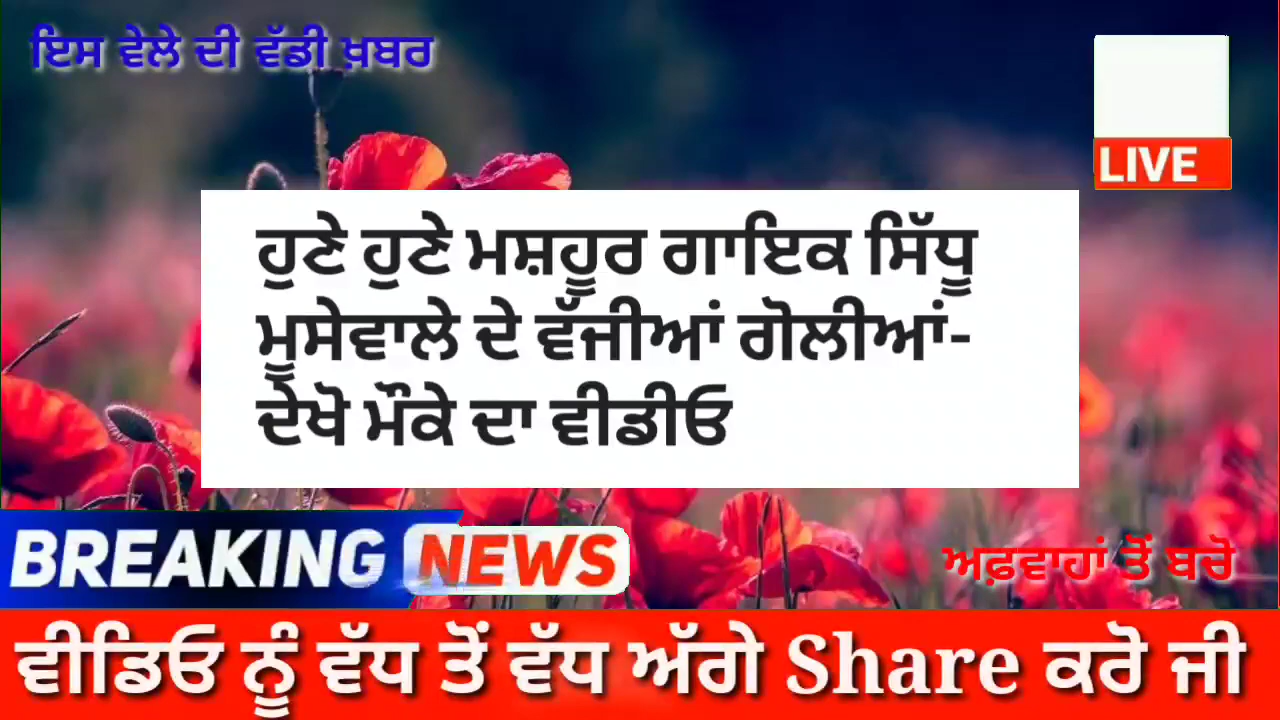 ਇਸ ਵੇਲੇ ਦੀ ਵੱਡੀ ਖ਼ਬਰ
LIVE
ਹੁਣੇ ਹੁਣੇ ਮਸ਼ਹੂਰ ਗਾਇਕ ਸਿੱਧੂ
ਮੂਸੇਵਾਲੇ ਦੇ ਵੱਜੀਆਂ ਗੋਲੀਆਂ-
ਦੇਖੋ ਮੌਕੇ ਦਾ ਵੀਡੀਓ
BREAKING NEWS
ਅਫ਼ਵਾਹਾਂ ਤੋਂ ਬਚੋ
ਵੀਡਿਓ ਨੂੰ ਵੱਧ ਤੋਂ ਵੱਧ ਅੱਗੇ Share ਕਰੋ ਜੀ